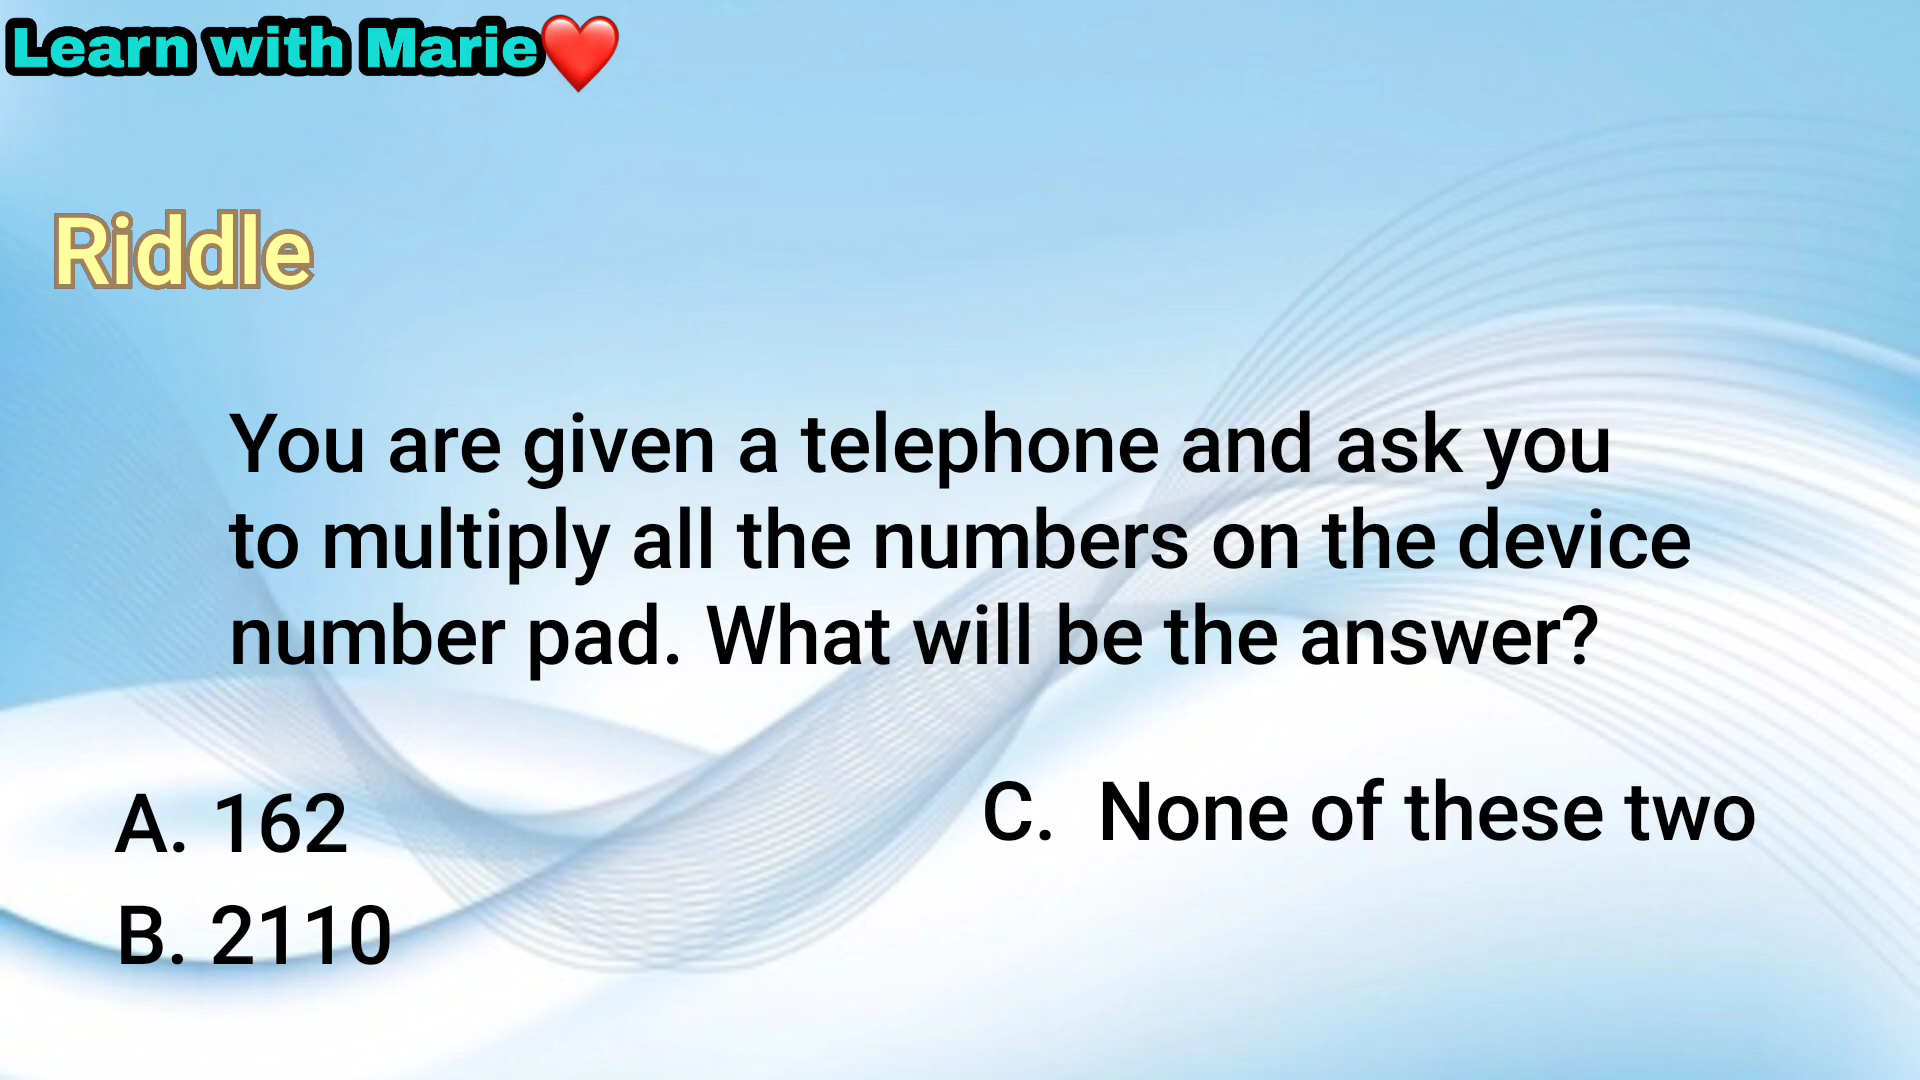 Learn with Marie❤️
Riddle
You are given a telephone and ask you
to multiply all the numbers on the device
number pad. What will be the answer?
A. 162
B. 2110
C. None of these two